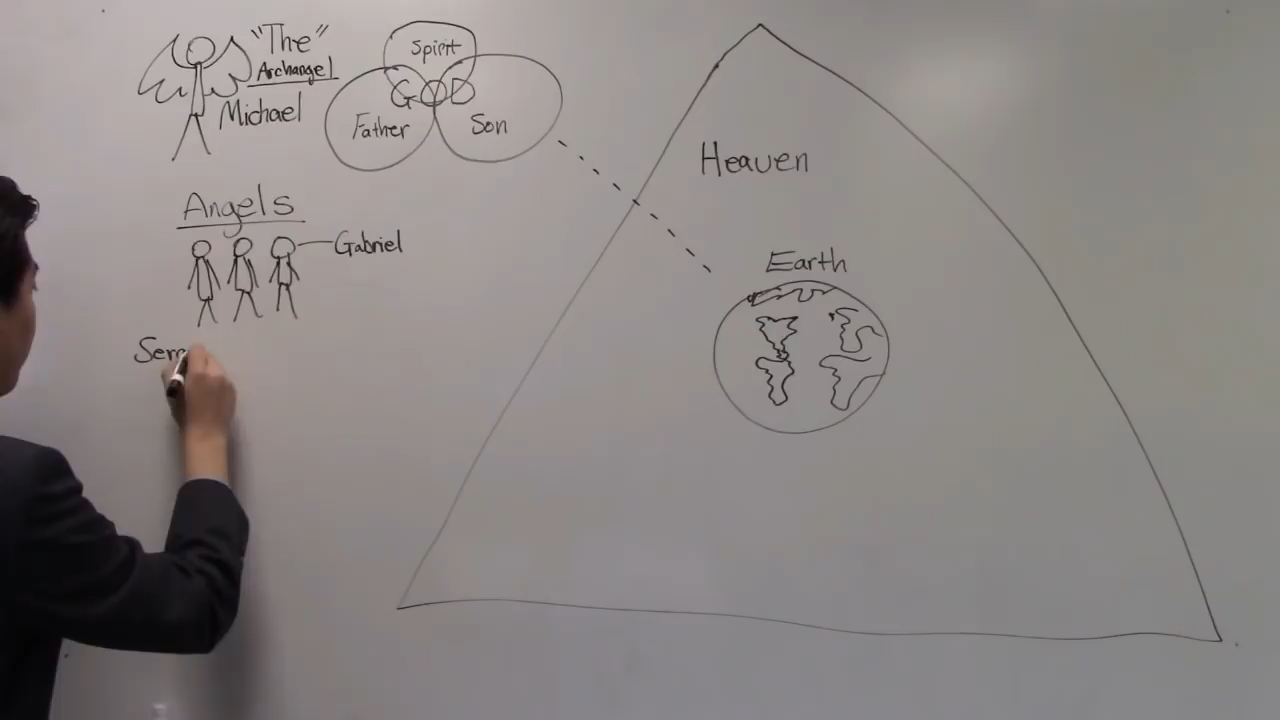 "The"
Archangel
Michael
Spirit
GOD
Father
Son
Angels
Gabriel
Heaven
Earth